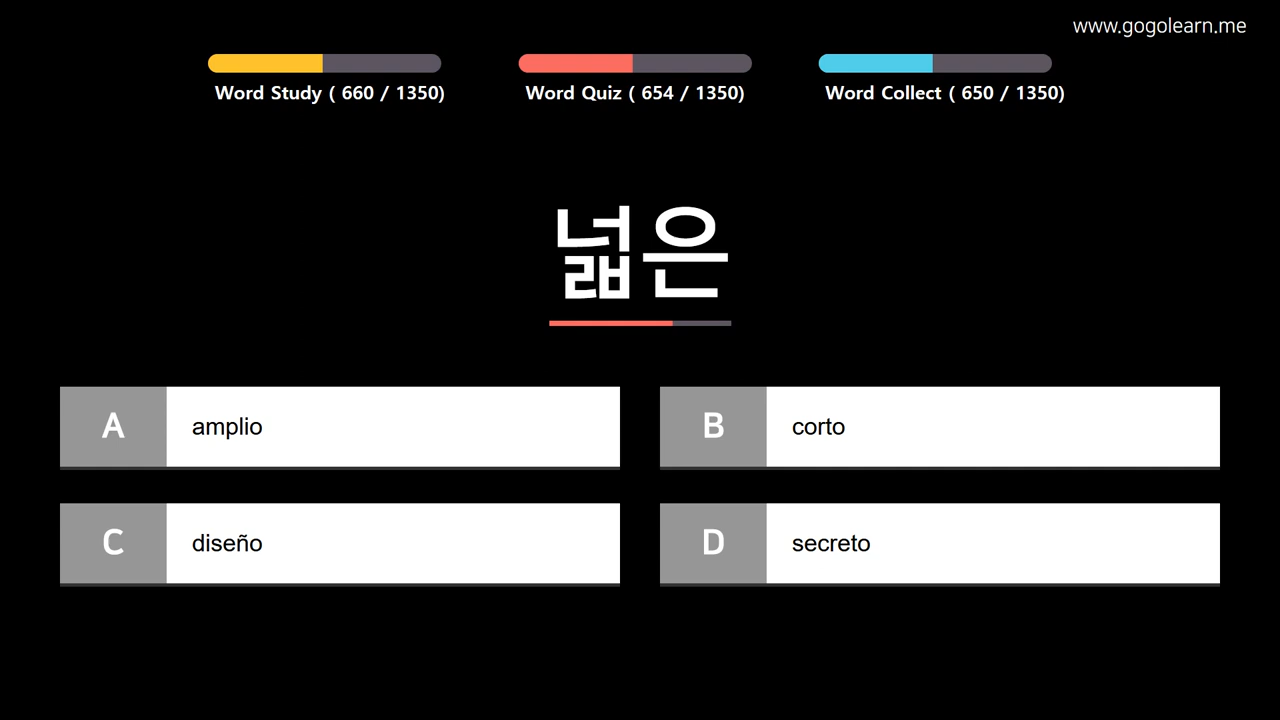 www.gogolearn.me
Word Study ( 660 / 1350)
Word Quiz ( 654 / 1350)
Word Collect ( 650 / 1350)
넓은
A amplio
B corto
C diseño
D secreto